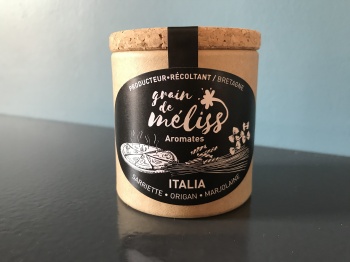 PRODUCTEUR•RÉCOLTANT / BRETAGNE
grain
de
méliss
Aromates
ITALIA
SARRIETTE • ORIGAN • MARJOLAINE